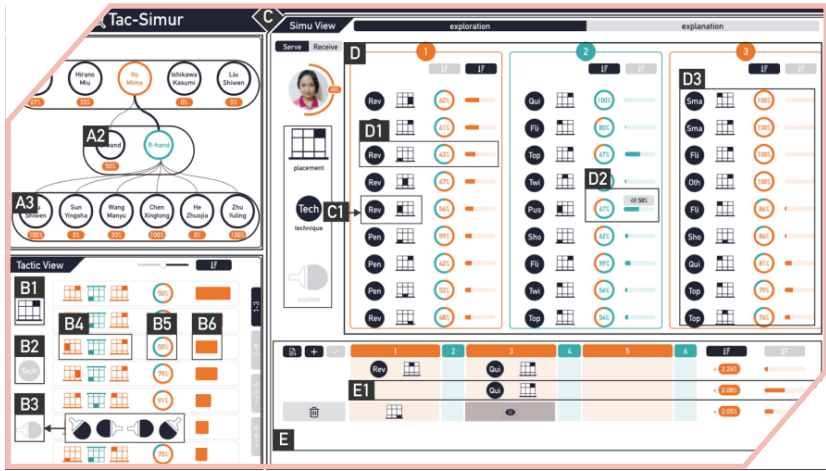 Tac-Simur
C
Simu View
exploration
explanation
Serve
Receive
D
1
2
3
Hirano
Miu
Ito
Mima
Ishikawa
Kasumi
Liu
Shiwen
67%
33%
0%
0%
A2
R-hand
50%
A3
Shiwen
Sun
Yingsha
Wang
Manyu
Chen
Xingtong
He
Zhuojia
Zhu
Yuling
100%
0%
33%
100%
0%
100%
placement
Tech
technique
position
C1
D1
D2
D3
Rev 62%
Rev 61%
Rev 43%
Rev 67%
Rev 56%
Pen 59%
Pen 42%
Pen 52%
Rev 48%
Qui 100%
Fli 80%
Top 67%
Twi
Pus 67%
Sho 62%
Fli 59%
Twi 56%
Top 54%
Sma 100%
Sma 100%
Fli 100%
Oth 100%
Fli 86%
Sho 86%
Qui 81%
Top 79%
Top 76%
Tactic View
B1
50%
1-3
B4
B5
B6
B2
Tech
50%
75%
B3
91%
75%
1
2
3
4
5
6
Rev
Qui
+ 2.26%
E1
Qui
+ 2.08%
+ 2.05%
E